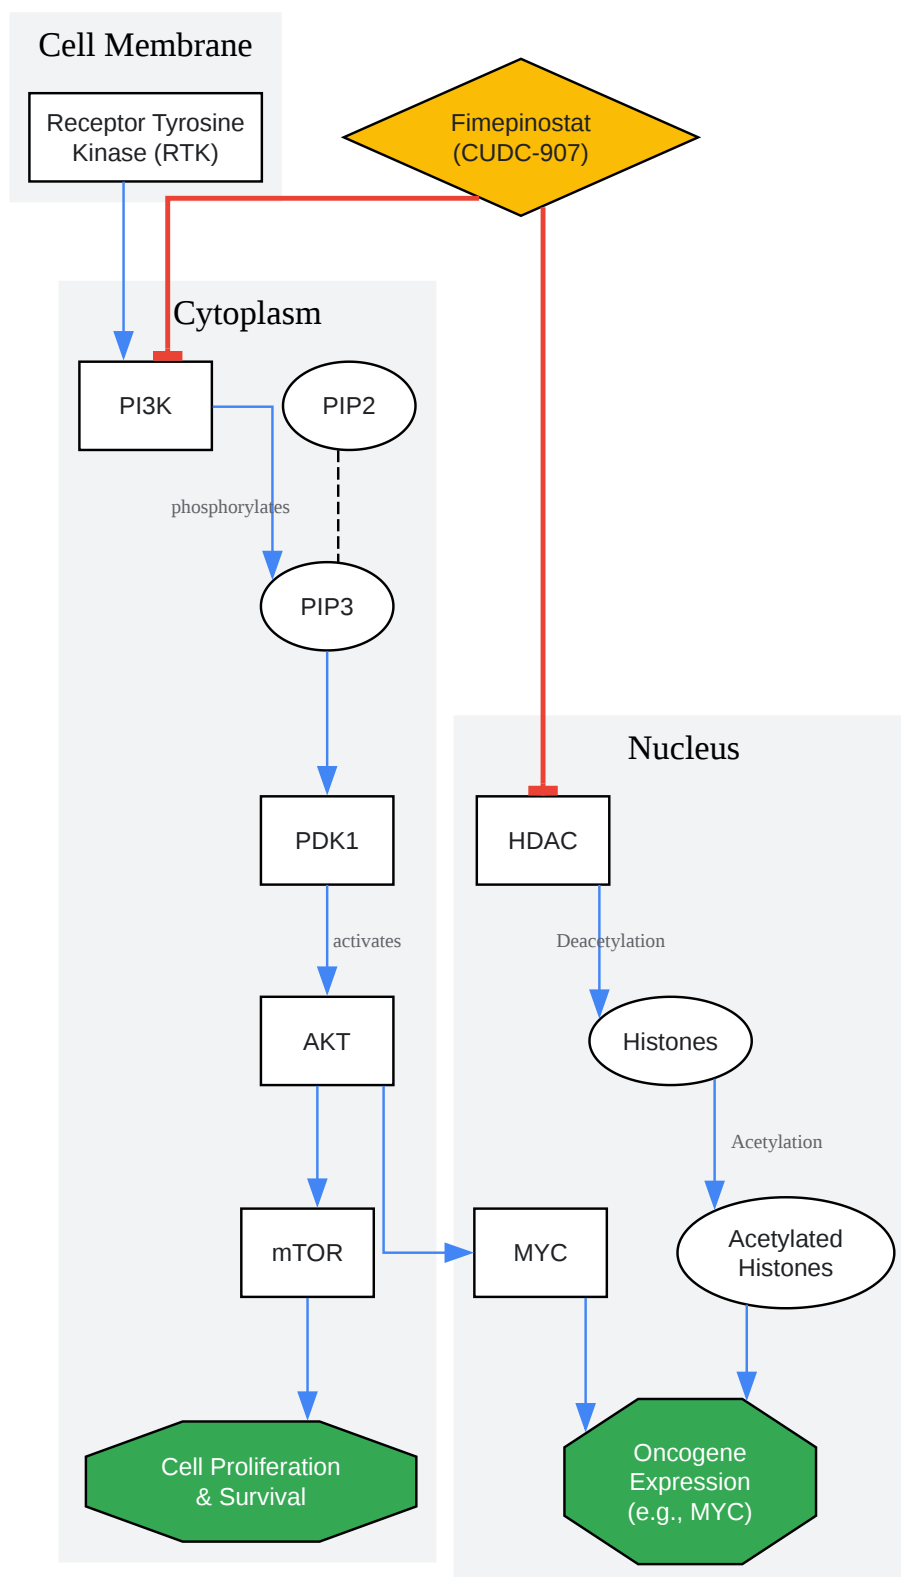 Cell Membrane
Receptor Tyrosine
Kinase (RTK)
Fimepinostat
(CUDC-907)
Cytoplasm
PI3K
PIP2
phosphorylates
PIP3
Nucleus
PDK1
HDAC
activates
Deacetylation
AKT
Histones
Acetylation
mTOR
MYC
Acetylated
Histones
Cell Proliferation
& Survival
Oncogene
Expression
(e.g., MYC)